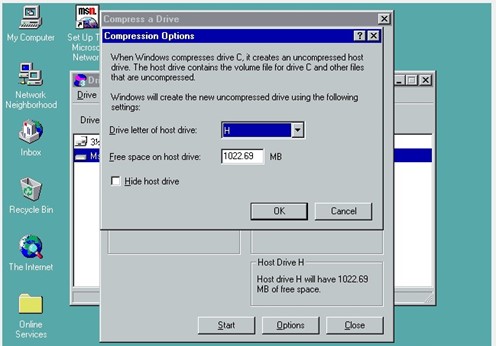 My Computer
msn.
Set Up T
Microso
Networ
Network
Neighborhood
Inbox
Recycle Bin
The Internet
Online
Services
Dr
Drive
Drive
3½
Compress a Drive
Compression Options
When Windows compresses drive C, it creates an uncompressed host
drive. The host drive contains the volume file for drive C and other files
that are uncompressed.
Windows will create the new uncompressed drive using the following
settings:
Drive letter of host drive:
H
Free space on host drive:
1022.69
MB
Hide host drive
OK
Cancel
Host Drive H
Host drive H will have 1022.69
MB of free space.
Start
Options
Close